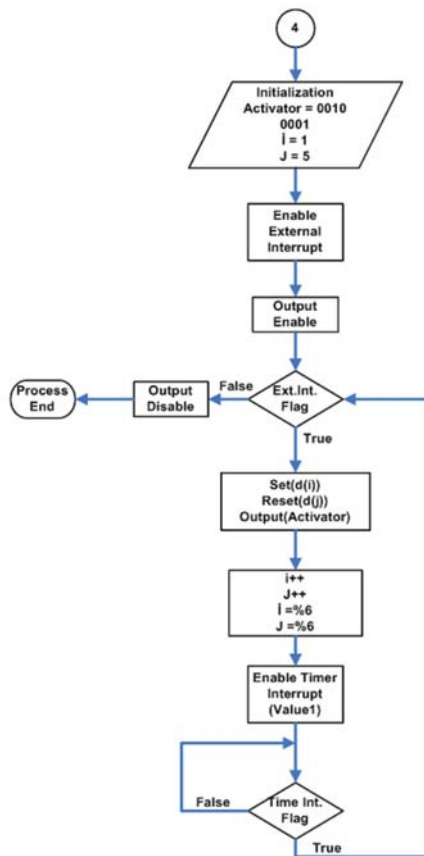 4
Initialization
Activator = 0010
0001
İ = 1
J = 5
Enable
External
Interrupt
Output
Enable
Process
End
Output
Disable
False
Ext.Int.
Flag
True
Set(d(i))
Reset(d(j))
Output(Activator)
i++
J++
İ =%6
J =%6
Enable Timer
Interrupt
(Value1)
False
Time Int.
Flag
True